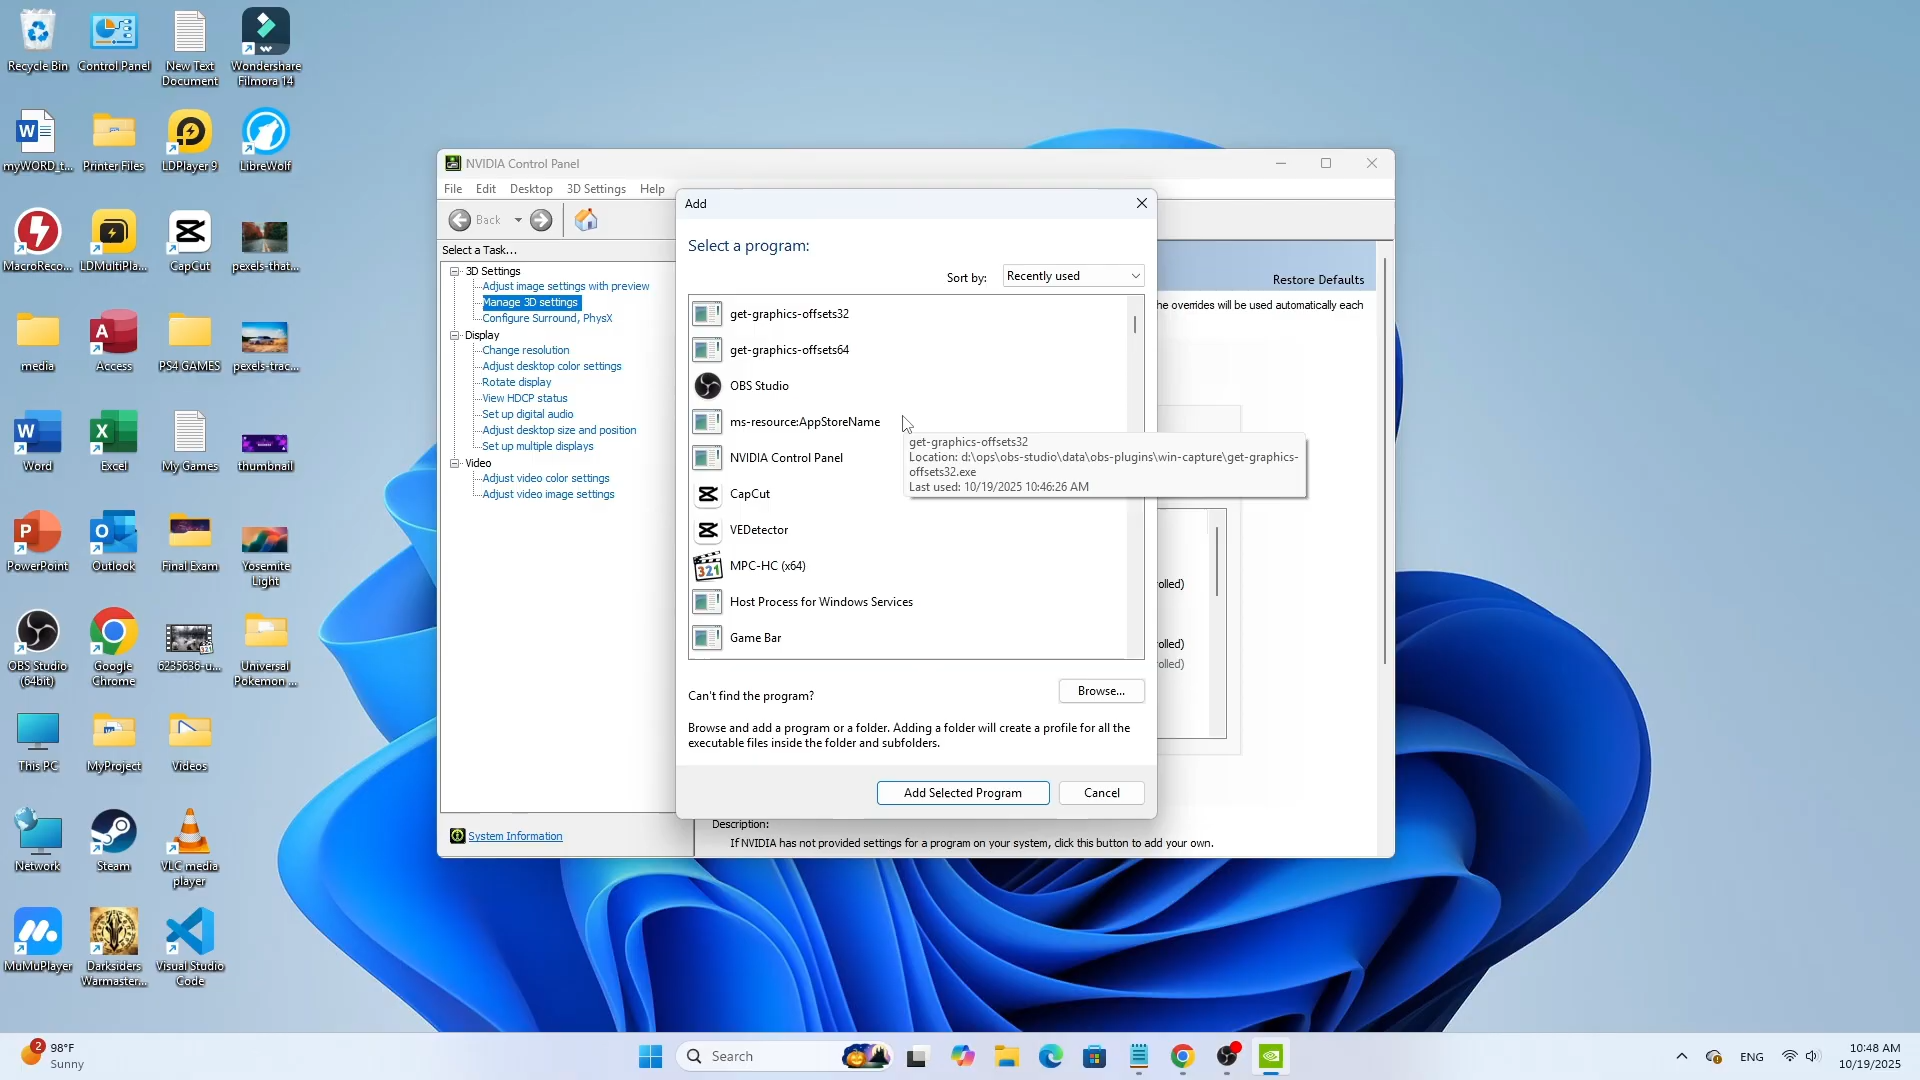 Recycle Bin
Control Panel
New Text
Document
Wondershare
Filmora 14
myWORD_t...
Printer Files
LDPlayer 9
LibreWolf
MacroReco...
LDMultiPla...
CapCut
pexels-that...
media
Access
PS4 GAMES
pexels-trac...
Word
Excel
My Games
thumbnail
PowerPoint
Outlook
Final Exam
Yosemite
Light
OBS Studio
(64bit)
Google
Chrome
6235636-u...
Universal
Pokemon ...
This PC
MyProject
Videos
Network
Steam
VLC media
player
MuMuPlayer
Darksiders
Warmaster...
Visual Studio
Code
NVIDIA Control Panel
File Edit Desktop 3D Settings Help
Back
Select a Task...
3D Settings
Adjust image settings with preview
Manage 3D settings
Configure Surround, PhysX
Display
Change resolution
Adjust desktop color settings
Rotate display
View HDCP status
Set up digital audio
Adjust desktop size and position
Set up multiple displays
Video
Adjust video color settings
Adjust video image settings
System Information
Add
Select a program:
Sort by: Recently used
get-graphics-offsets32
get-graphics-offsets64
OBS Studio
ms-resource:AppStoreName
NVIDIA Control Panel
CapCut
VEDetector
MPC-HC (x64)
Host Process for Windows Services
Game Bar
get-graphics-offsets32
Location: d:\ops\obs-studio\data\obs-plugins\win-capture\get-graphics-
offsets32.exe
Last used: 10/19/2025 10:46:26 AM
Can't find the program?
Browse...
Browse and add a program or a folder. Adding a folder will create a profile for all the
executable files inside the folder and subfolders.
Add Selected Program
Cancel
Restore Defaults
he overrides will be used automatically each
olled)
olled)
olled)
Description:
If NVIDIA has not provided settings for a program on your system, click this button to add your own.
2
98°F
Sunny
Search
ENG
10:48 AM
10/19/2025